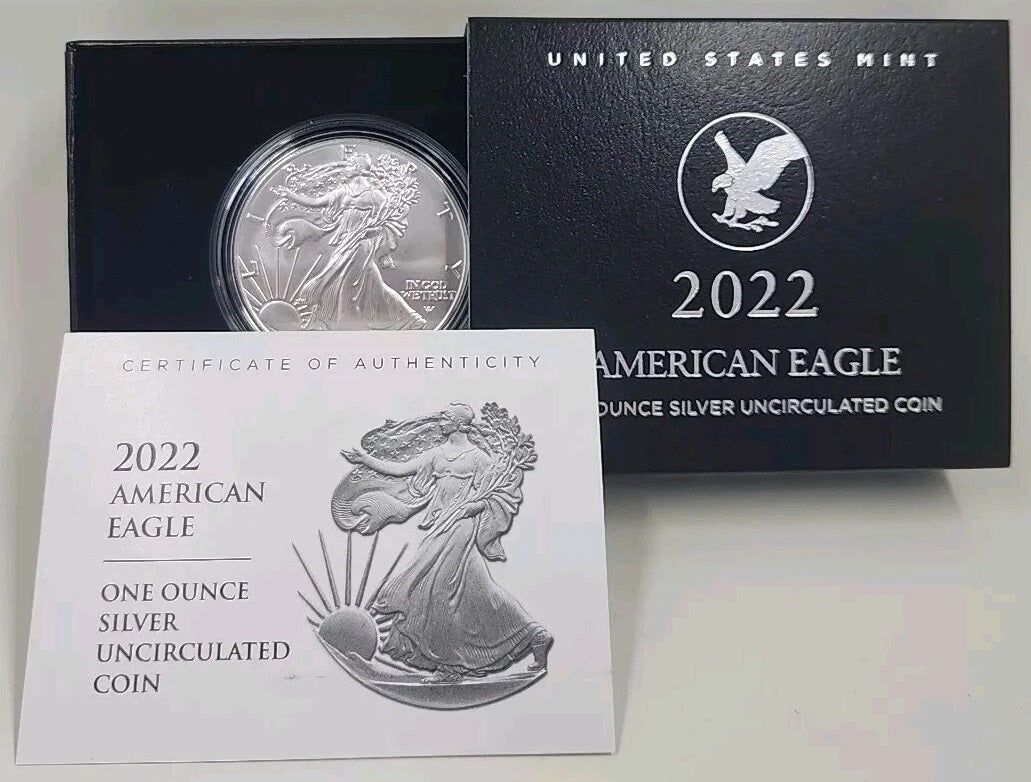 UNITED STATES MINT
2022
AMERICAN EAGLE
OUNCE SILVER UNCIRCULATED COIN
LIBERTY
IN GOD
WE TRUST
CERTIFICATE OF AUTHENTICITY
2022
AMERICAN
EAGLE
ONE OUNCE
SILVER
UNCIRCULATED
COIN